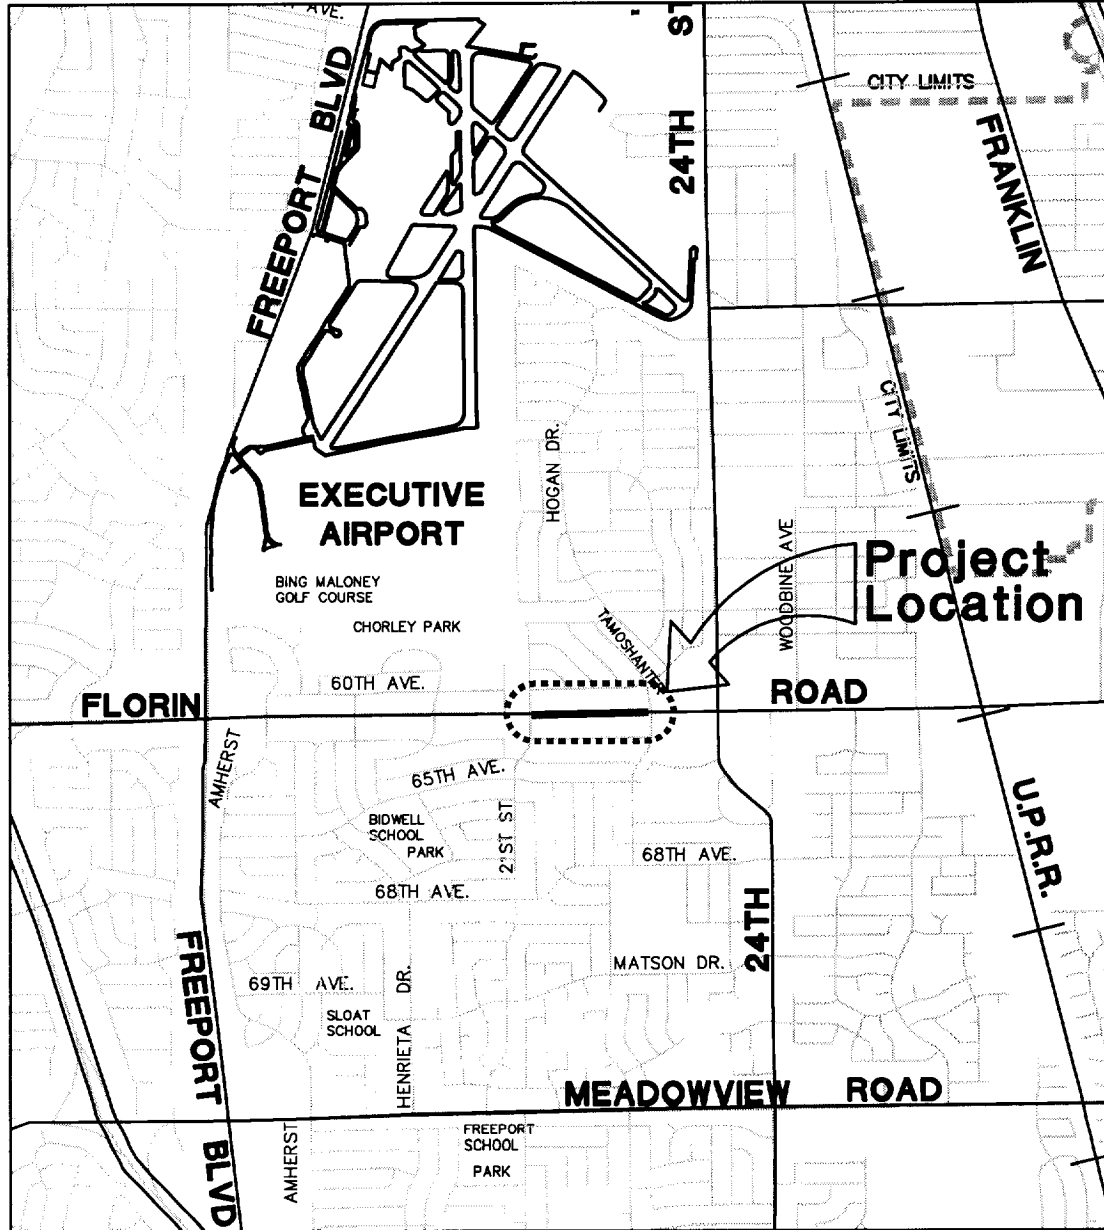 AVE.
FREEPORT BLVD
24TH ST
CITY LIMITS
FRANKLIN
CITY LIMITS
HOGAN DR.
EXECUTIVE
AIRPORT
WOODBINE AVE
Project
Location
BING MALONEY
GOLF COURSE
CHORLEY PARK
TAMOSHANTER
60TH AVE.
FLORIN
ROAD
AMHERST
65TH AVE.
U.P.R.R.
BIDWELL
SCHOOL
PARK
21ST ST
68TH AVE.
68TH AVE.
24TH
FREEPORT BLVD
MATSON DR.
69TH AVE.
HENRIETA DR.
SLOAT
SCHOOL
MEADOWVIEW ROAD
AMHERST
FREEPORT
SCHOOL
PARK